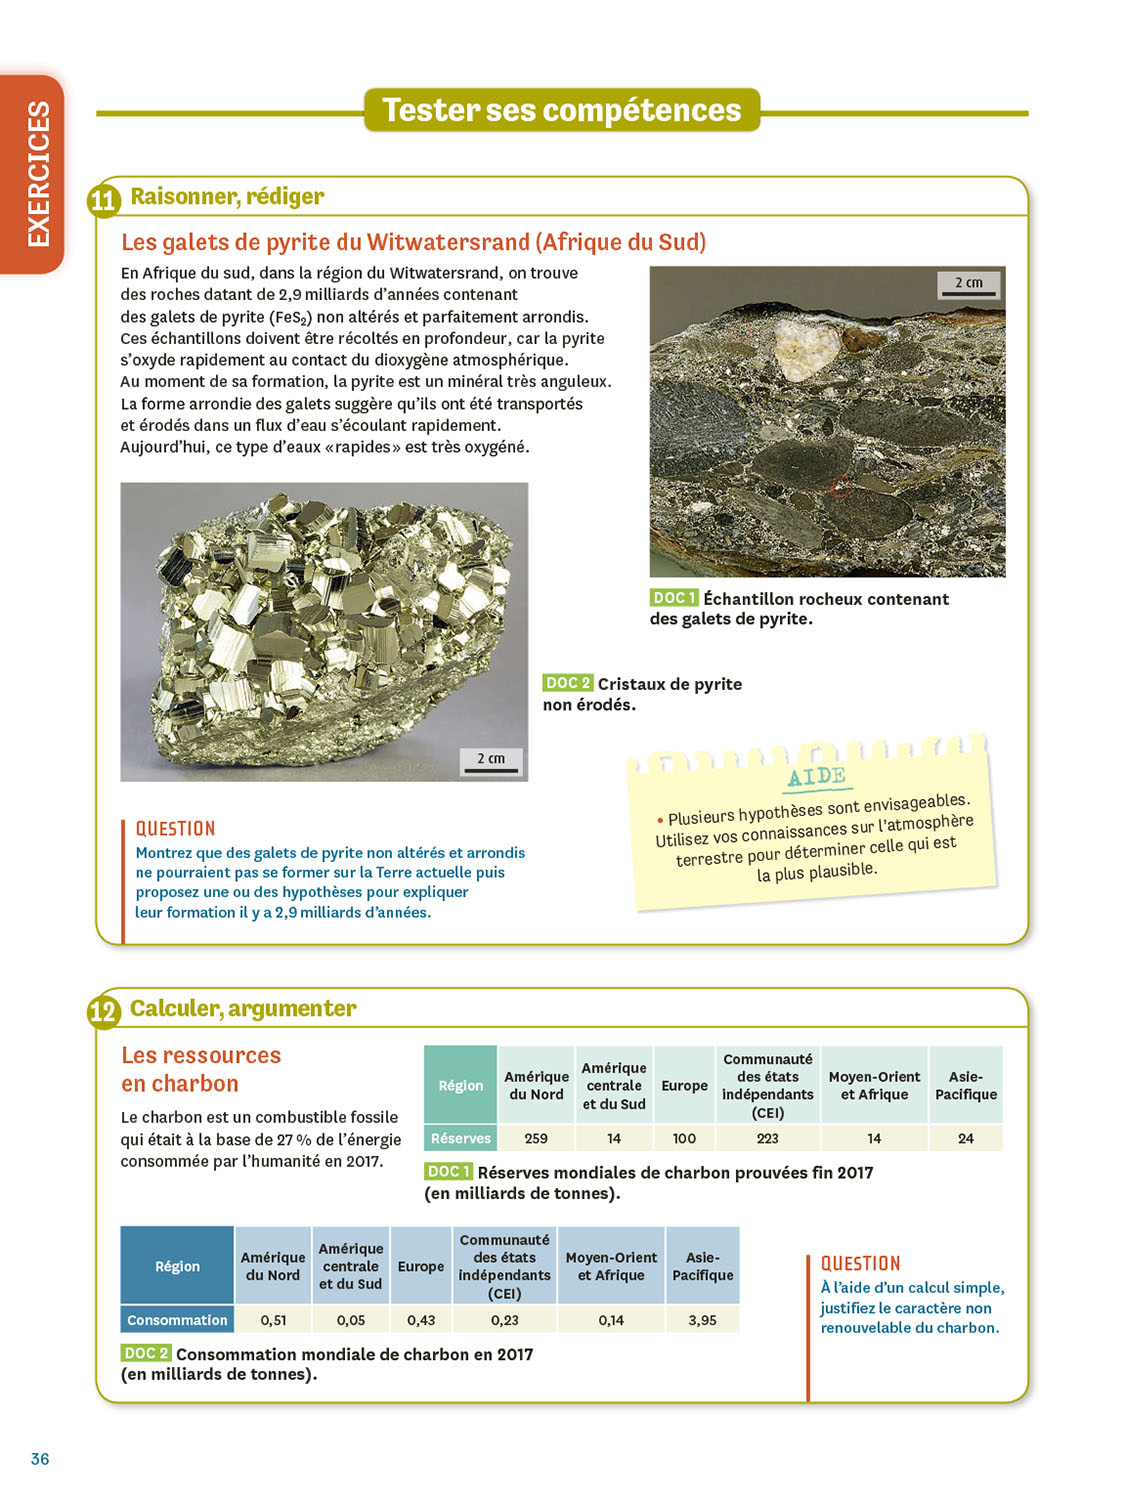 EXERCICES
Tester ses compétences
11 Raisonner, rédiger
Les galets de pyrite du Witwatersrand (Afrique du Sud)
En Afrique du sud, dans la région du Witwatersrand, on trouve
des roches datant de 2,9 milliards d'années contenant
des galets de pyrite (FeS₂) non altérés et parfaitement arrondis.
Ces échantillons doivent être récoltés en profondeur, car la pyrite
s'oxyde rapidement au contact du dioxygène atmosphérique.
Au moment de sa formation, la pyrite est un minéral très anguleux.
La forme arrondie des galets suggère qu'ils ont été transportés
et érodés dans un flux d'eau s'écoulant rapidement.
Aujourd'hui, ce type d'eaux «rapides» est très oxygéné.
2 cm
DOC 1 Échantillon rocheux contenant
des galets de pyrite.
2 cm
DOC 2 Cristaux de pyrite
non érodés.
AIDE
• Plusieurs hypothèses sont envisageables.
Utilisez vos connaissances sur l'atmosphère
terrestre pour déterminer celle qui est
la plus plausible.
QUESTION
Montrez que des galets de pyrite non altérés et arrondis
ne pourraient pas se former sur la Terre actuelle puis
proposez une ou des hypothèses pour expliquer
leur formation il y a 2,9 milliards d'années.
12 Calculer, argumenter
Les ressources
en charbon
Le charbon est un combustible fossile
qui était à la base de 27 % de l'énergie
consommée par l'humanité en 2017.
Région
Amérique
du Nord
Amérique
centrale
et du Sud
Europe
Communauté
des états
indépendants
(CEI)
Moyen-Orient
et Afrique
Asie-
Pacifique
Réserves 259 14 100 223 14 24
DOC 1 Réserves mondiales de charbon prouvées fin 2017
(en milliards de tonnes).
Région
Amérique
du Nord
Amérique
centrale
et du Sud
Europe
Communauté
des états
indépendants
(CEI)
Moyen-Orient
et Afrique
Asie-
Pacifique
Consommation 0,51 0,05 0,43 0,23 0,14 3,95
DOC 2 Consommation mondiale de charbon en 2017
(en milliards de tonnes).
QUESTION
À l'aide d'un calcul simple,
justifiez le caractère non
renouvelable du charbon.
36